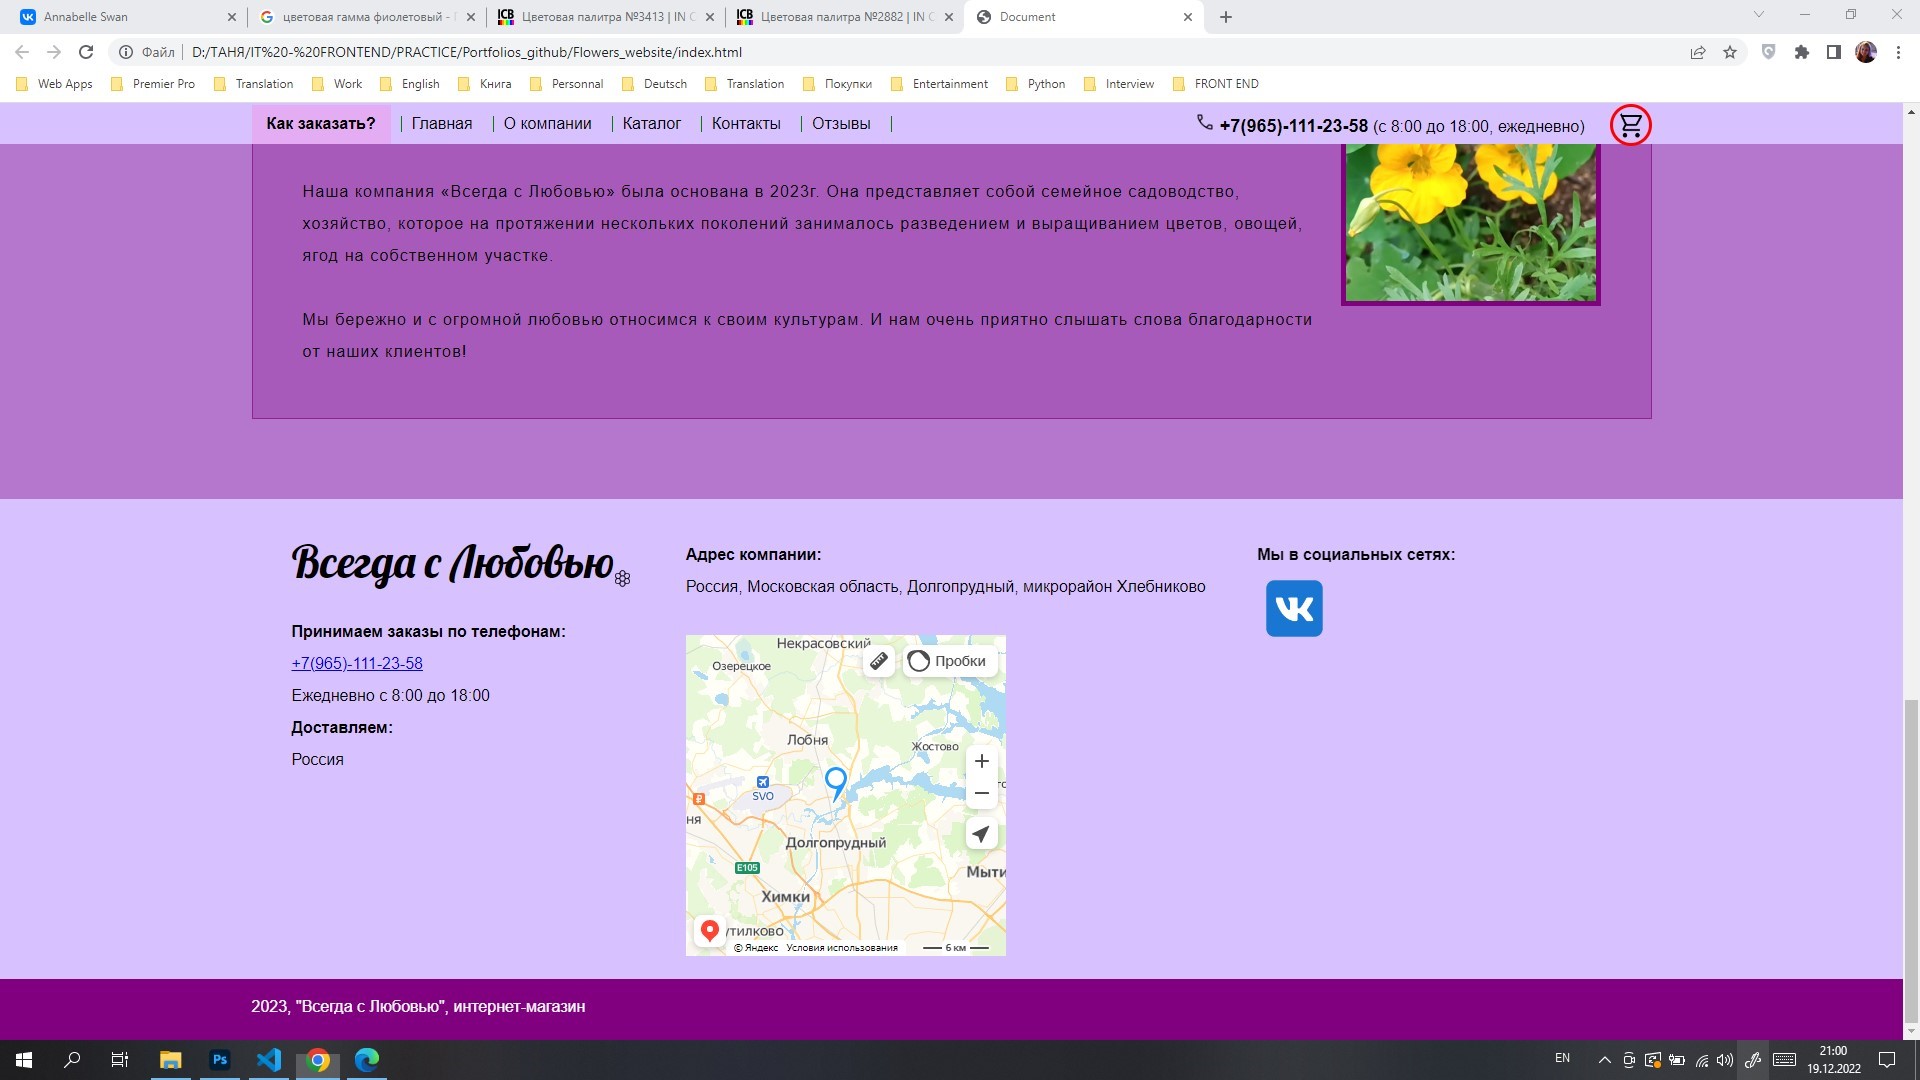 Annabelle Swan
цветовая гамма фиолетовый -
Цветовая палитра №3413 | IN
Цветовая палитра №2882 | IN
Document
Файл
D:/ТАНЯ/IT%20-%20FRONTEND/PRACTICE/Portfolios_github/Flowers_website/index.html
Web Apps
Premier Pro
Translation
Work
English
Книга
Personnal
Deutsch
Translation
Покупки
Entertainment
Python
Interview
FRONT END
Как заказать?
Главная
О компании
Каталог
Контакты
Отзывы
+7(965)-111-23-58 (с 8:00 до 18:00, ежедневно)
Наша компания «Всегда с Любовью» была основана в 2023г. Она представляет собой семейное садоводство,
хозяйство, которое на протяжении нескольких поколений занималось разведением и выращиванием цветов, овощей,
ягод на собственном участке.
Мы бережно и с огромной любовью относимся к своим культурам. И нам очень приятно слышать слова благодарности
от наших клиентов!
Всегда с Любовью
Принимаем заказы по телефонам:
+7(965)-111-23-58
Ежедневно с 8:00 до 18:00
Доставляем:
Россия
Адрес компании:
Россия, Московская область, Долгопрудный, микрорайон Хлебниково
Некрасовский
Озерецкое
Пробки
Лобня
Жостово
SVO
ня
Долгопрудный
E105
Мыти
Химки
утилково
© Яндекс Условия использования
6 км
Мы в социальных сетях:
2023, "Всегда с Любовью", интернет-магазин
Ps
EN
21:00
19.12.2022